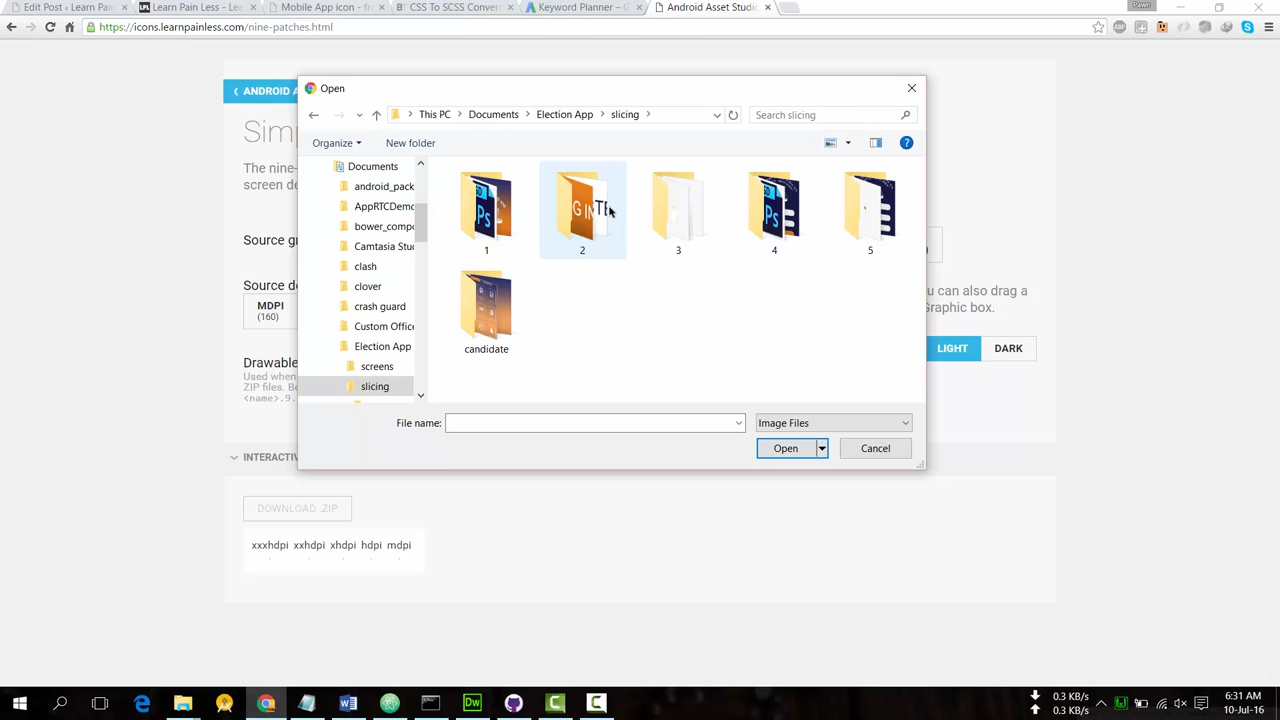 Edit Post ‹ Learn Pain
Learn Pain Less -
Mobile App icon - fr
CSS To SCSS Convert
Keyword Planner – G
Android Asset Studio
Pawn
https://icons.learnpainless.com/nine-patches.html
ANDROID A
Open
This PC > Documents > Election App > slicing >
Search slicing
Organize
New folder
Sim
The nine-
screen de
Source gr
Source de
MDPI
(160)
Drawable
Used when
ZIP files. Be
<name>.9.
INTERACTIV
Documents
android_pack
AppRTCDemo
bower_compo
Camtasia Stu
clash
clover
crash guard
Custom Office
Election App
screens
slicing
1
2
3
4
5
candidate
ou can also drag a
Graphic box.
LIGHT
DARK
File name:
Image Files
Open
Cancel
DOWNLOAD .ZIP
xxxhdpi xxhdpi xhdpi hdpi mdpi
0.3 KB/s
0.3 KB/s
6:31 AM
10-Jul-16